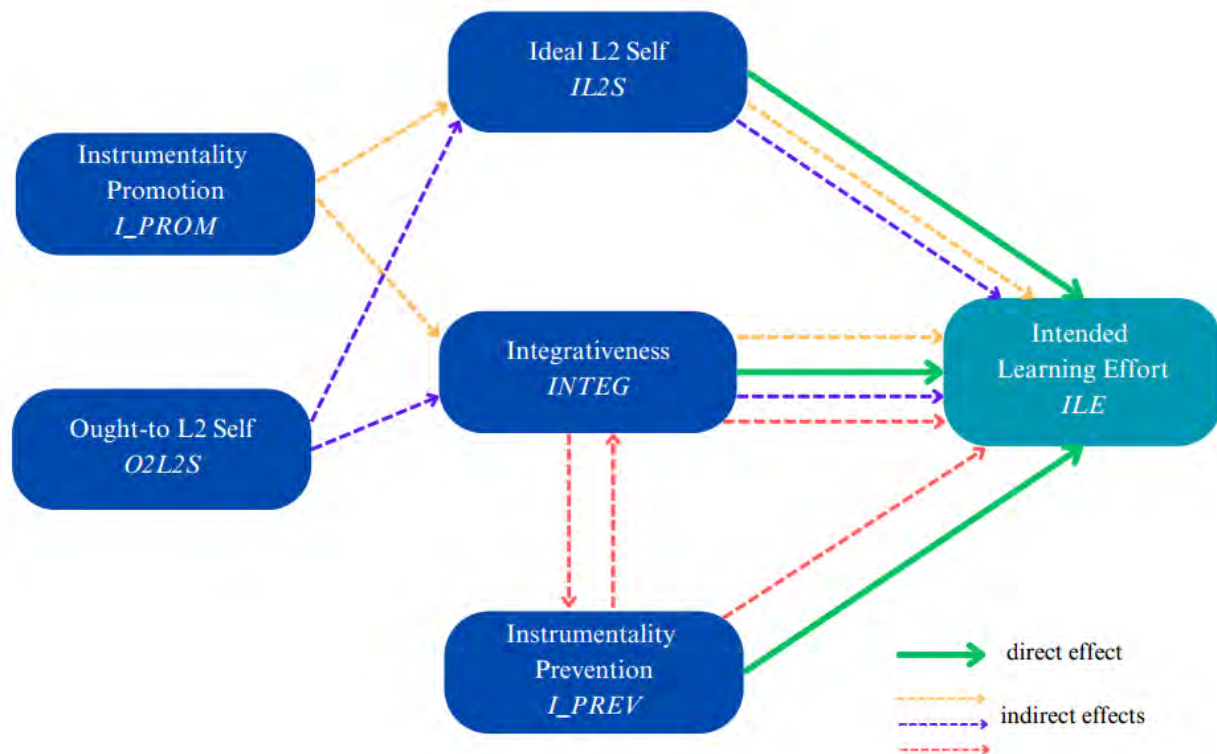 Ideal L2 Self
IL2S
Instrumentality
Promotion
I_PROM
Integrativeness
INTEG
Intended
Learning Effort
ILE
Ought-to L2 Self
O2L2S
Instrumentality
Prevention
I_PREV
direct effect
indirect effects